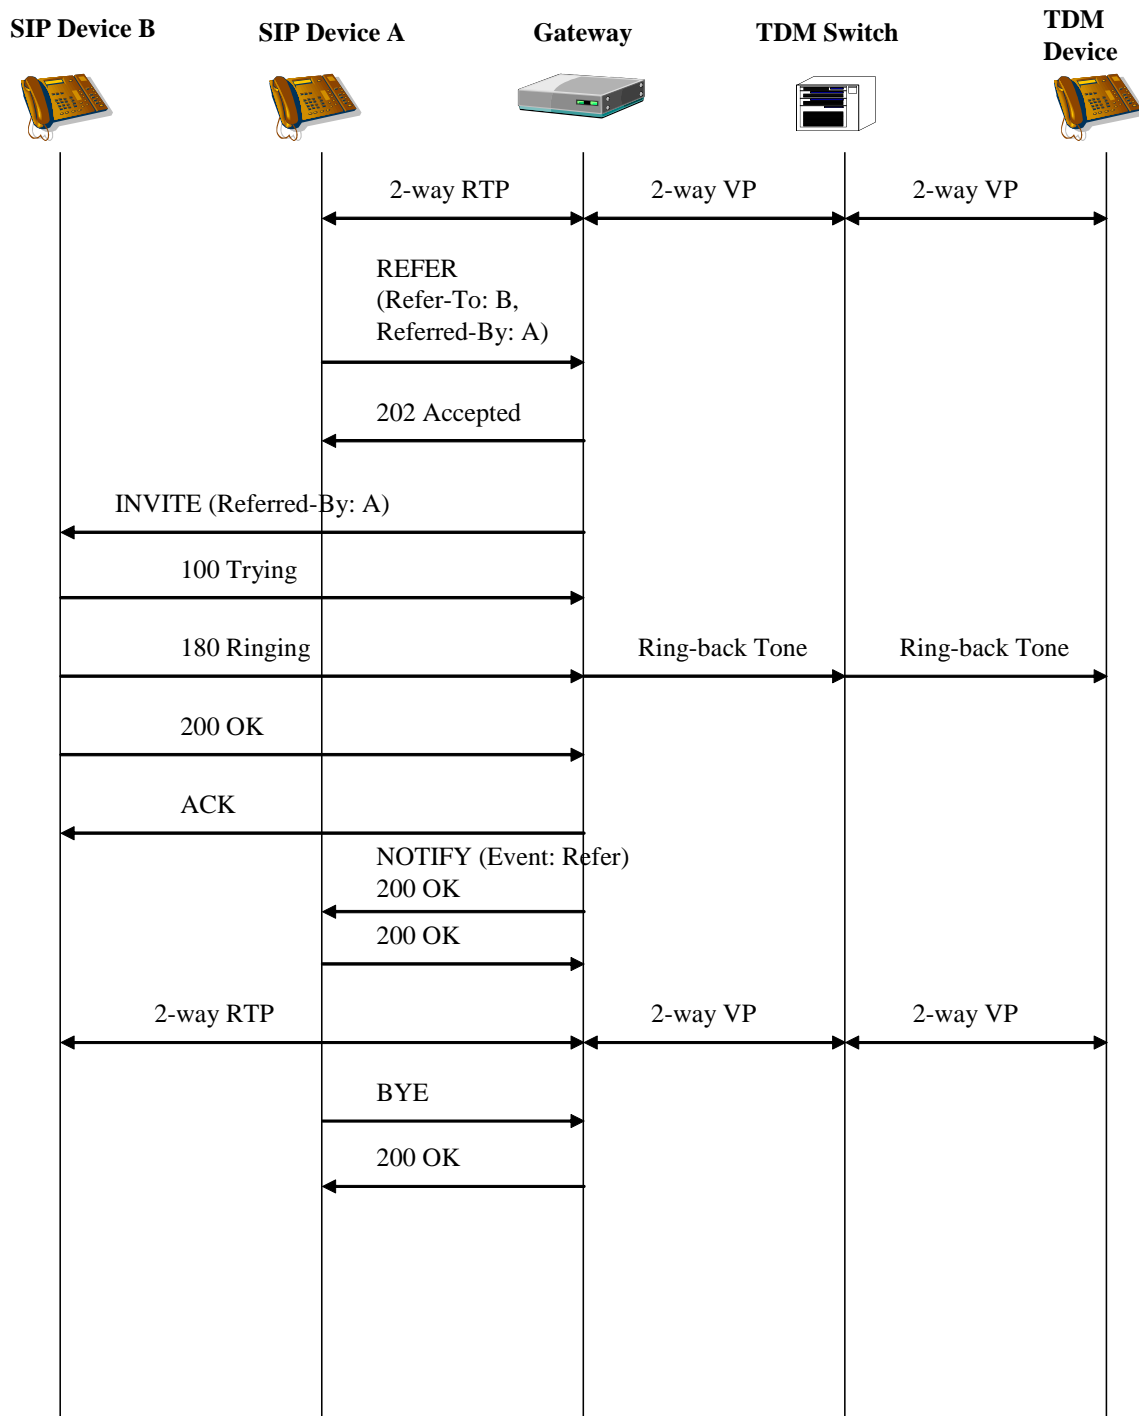 SIP Device B
SIP Device A
Gateway
TDM Switch
TDM
Device
2-way RTP
2-way VP
2-way VP
REFER
(Refer-To: B,
Referred-By: A)
202 Accepted
INVITE (Referred-By: A)
100 Trying
180 Ringing
Ring-back Tone
Ring-back Tone
200 OK
ACK
NOTIFY (Event: Refer)
200 OK
200 OK
2-way RTP
2-way VP
2-way VP
BYE
200 OK